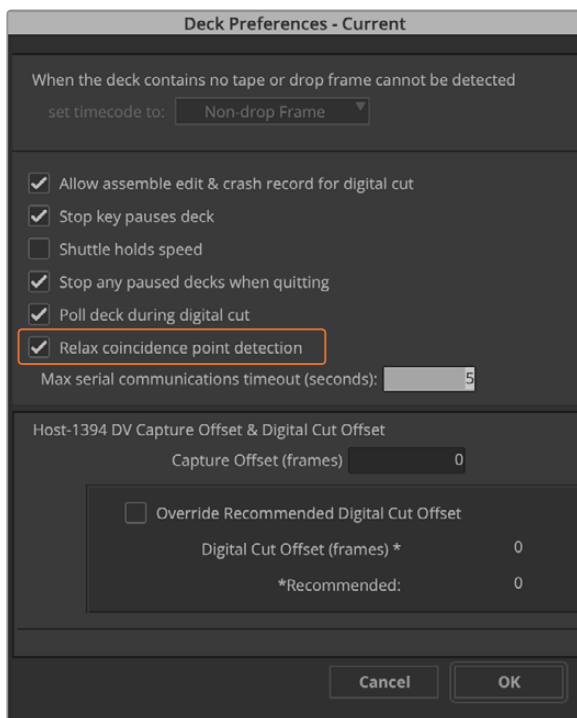 Deck Preferences - Current
When the deck contains no tape or drop frame cannot be detected
set timecode to: Non-drop Frame
Allow assemble edit & crash record for digital cut
Stop key pauses deck
Shuttle holds speed
Stop any paused decks when quitting
Poll deck during digital cut
Relax coincidence point detection
Max serial communications timeout (seconds): 5
Host-1394 DV Capture Offset & Digital Cut Offset
Capture Offset (frames) 0
Override Recommended Digital Cut Offset
Digital Cut Offset (frames) * 0
*Recommended: 0
Cancel OK